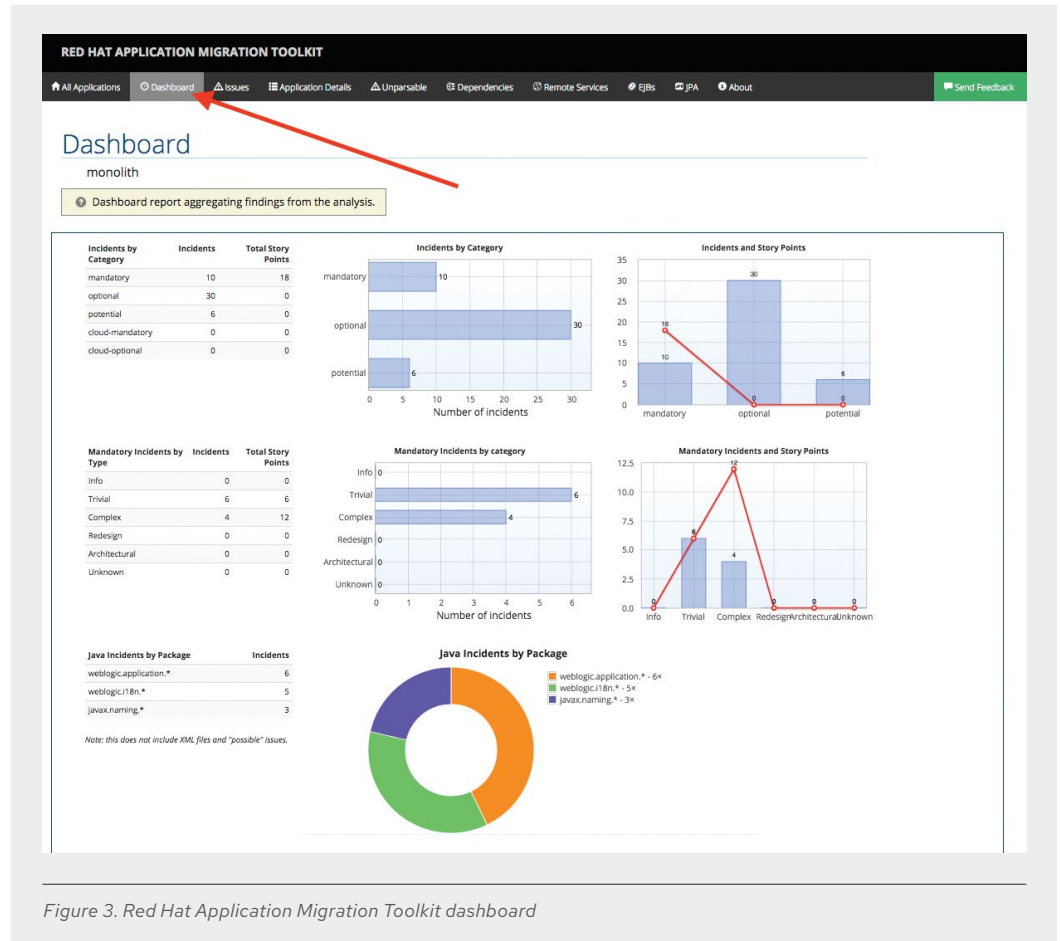 RED HAT APPLICATION MIGRATION TOOLKIT
All Applications Dashboard Issues Application Details Unparsable Dependencies Remote Services EJBs JPA About Send Feedback
Dashboard
monolith
Dashboard report aggregating findings from the analysis.
Incidents by Category Incidents Total Story Points
mandatory 10 18
optional 30 0
potential 6 0
cloud-mandatory 0 0
cloud-optional 0 0
Incidents by Category
mandatory 10
optional 30
potential 6
0 5 10 15 20 25 30
Number of incidents
Incidents and Story Points
35
30
25
20
15
10
5
0
18 10 30 0 6 0
mandatory optional potential
Mandatory Incidents by Type Incidents Total Story Points
Info 0 0
Trivial 6 6
Complex 4 12
Redesign 0 0
Architectural 0 0
Unknown 0 0
Mandatory Incidents by category
Info 0
Trivial 6
Complex 4
Redesign 0
Architectural 0
Unknown 0
0 1 2 3 4 5 6
Number of incidents
Mandatory Incidents and Story Points
12.5
10.0
7.5
5.0
2.5
0.0
0 6 12 4 0 0 0
Info Trivial Complex Redesign Architectural Unknown
Java Incidents by Package Incidents
weblogic.application.* 6
weblogic.i18n.* 5
javax.naming.* 3
Note: this does not include XML files and "possible" issues.
Java Incidents by Package
weblogic.application.* - 6×
weblogic.i18n.* - 5×
javax.naming.* - 3×
Figure 3. Red Hat Application Migration Toolkit dashboard